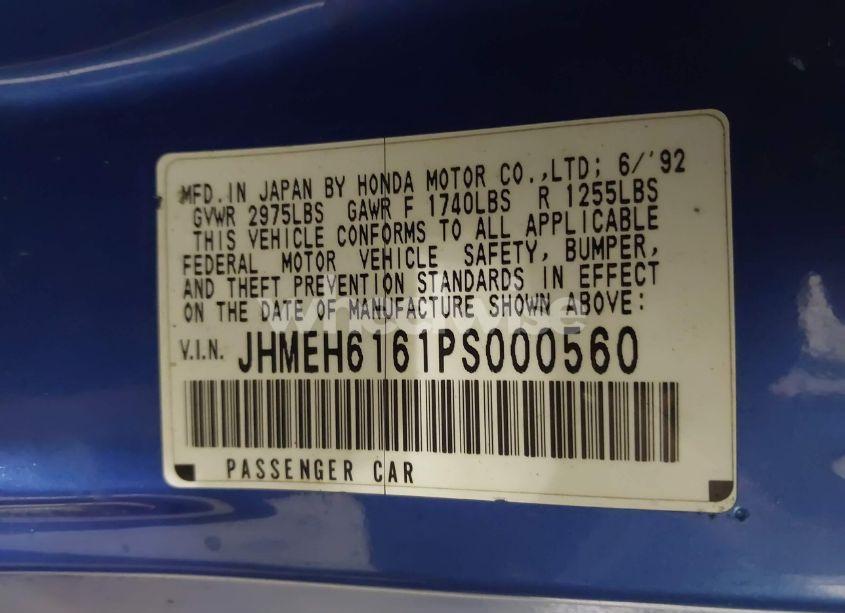 MFD. IN JAPAN BY HONDA MOTOR CO., LTD; 6/'92
GVWR 2975LBS GAWR F 1740LBS R 1255LBS
THIS VEHICLE CONFORMS TO ALL APPLICABLE
FEDERAL MOTOR VEHICLE SAFETY, BUMPER,
AND THEFT PREVENTION STANDARDS IN EFFECT
ON THE DATE OF MANUFACTURE SHOWN ABOVE:
wheelwise
V.I.N. JHMEH6161PS000560
PASSENGER CAR